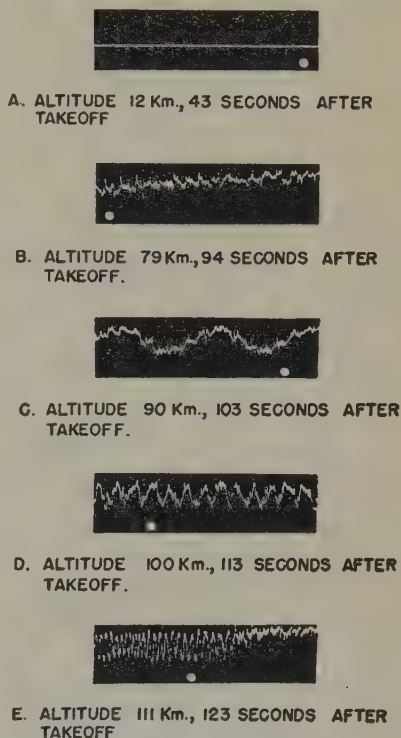 A. ALTITUDE 12 Km., 43 SECONDS AFTER
TAKEOFF
B. ALTITUDE 79 Km., 94 SECONDS AFTER
TAKEOFF.
C. ALTITUDE 90 Km., 103 SECONDS AFTER
TAKEOFF.
D. ALTITUDE 100 Km., 113 SECONDS AFTER
TAKEOFF.
E. ALTITUDE 111 Km., 123 SECONDS AFTER
TAKEOFF